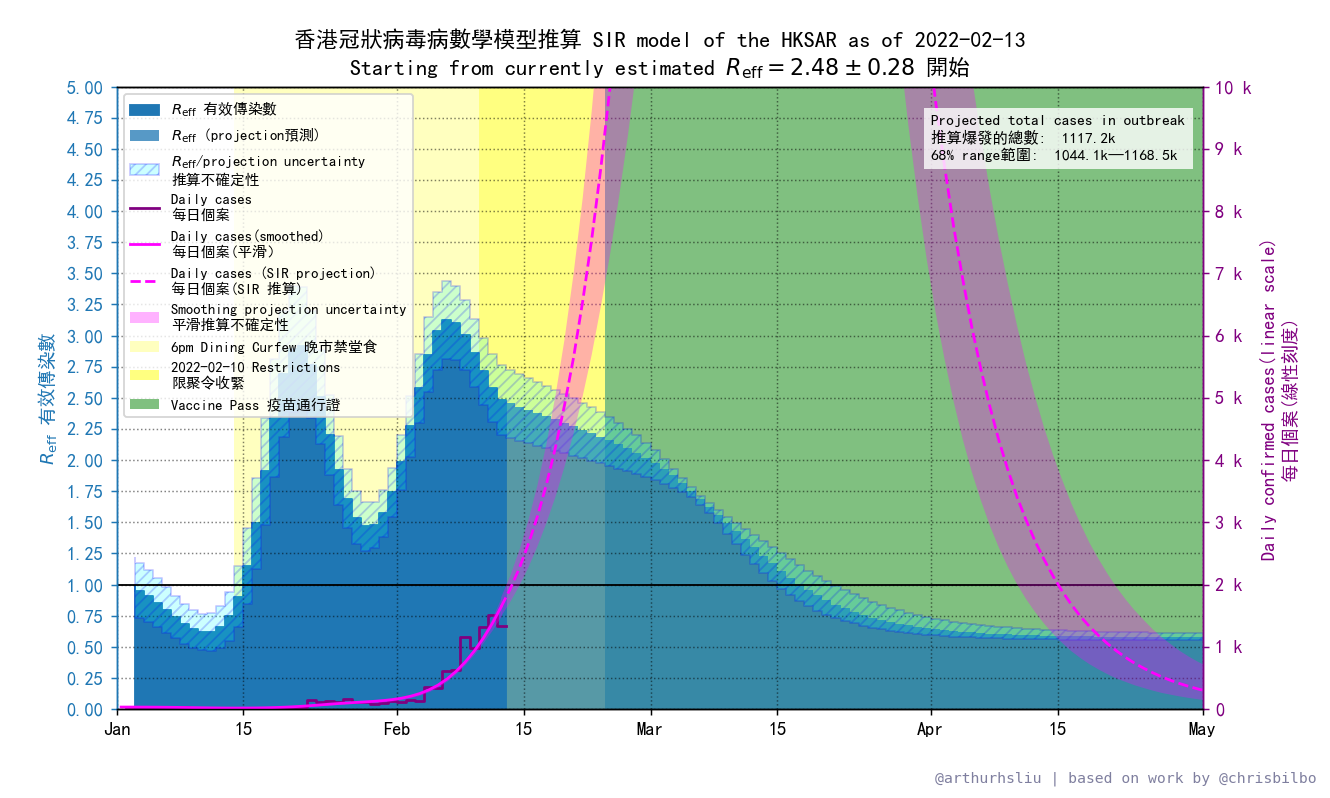 香港冠狀病毒病數學模型推算 SIR model of the HKSAR as of 2022-02-13
Starting from currently estimated Reff = 2.48 ± 0.28 開始
Reff 有效傳染數
5.00
4.75
4.50
4.25
4.00
3.75
3.50
3.25
3.00
2.75
2.50
2.25
2.00
1.75
1.50
1.25
1.00
0.75
0.50
0.25
0.00
Reff 有效傳染數
Reff (projection預測)
Reff/projection uncertainty
推算不確定性
Daily cases
每日個案
Daily cases(smoothed)
每日個案(平滑)
Daily cases (SIR projection)
每日個案(SIR 推算)
Smoothing projection uncertainty
平滑推算不確定性
6pm Dining Curfew 晚市禁堂食
2022-02-10 Restrictions
限聚令收緊
Vaccine Pass 疫苗通行證
Projected total cases in outbreak
推算爆發的總數: 1117.2k
68% range範圍: 1044.1k—1168.5k
10 k
9 k
8 k
7 k
6 k
5 k
4 k
3 k
2 k
1 k
0
Daily confirmed cases(linear scale)
每日個案(線性刻度)
Jan
15
Feb
15
Mar
15
Apr
15
May
@arthurhsliu | based on work by @chrisbilbo